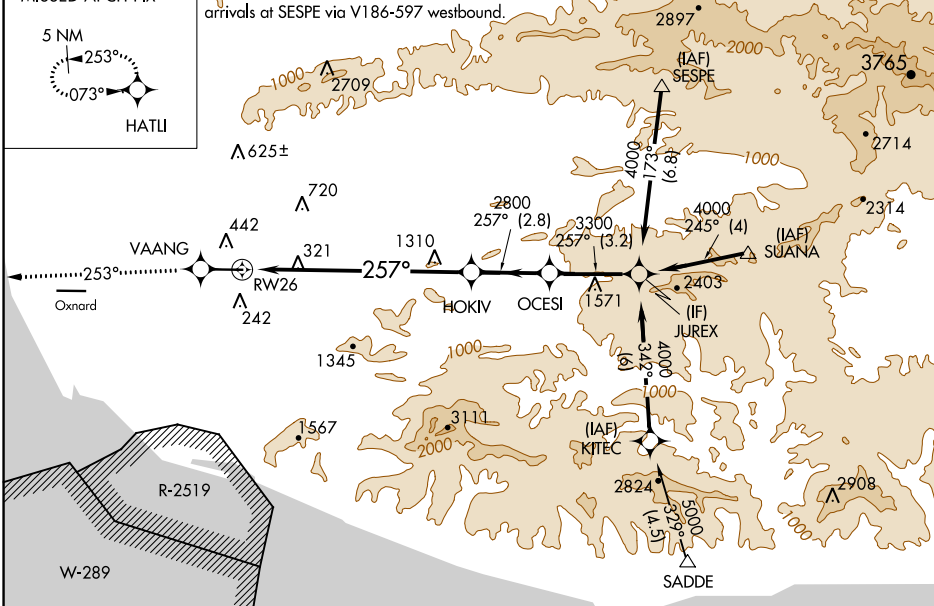 MISSED APCH FIX
arrivals at SESPE via V186-597 westbound.
5 NM
253°
073°
HATLI
2897
2000
3765
(IAF)
SESPE
1000
2709
2714
625±
4000
173°
(6.8)
1000
720
2314
2800
257° (2.8)
3300
257° (3.2)
4000
245° (4)
(IAF)
SUANA
442
VAANG
321
1310
253°
257°
RW26
Oxnard
HOKIV
OCESI
1571
2403
(IF)
JUREX
242
1345
1000
4000
342°
(6)
1000
1567
3111
2000
(IAF)
KITEC
R-2519
2824
2908
1000
5000
329°
(4.5)
W-289
SADDE